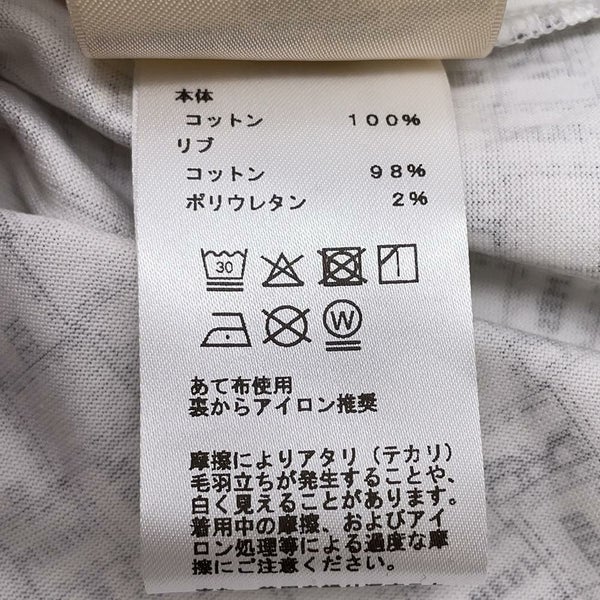 本体
コットン 100%
リブ
コットン 98%
ポリウレタン 2%
30
W
あて布使用
裏からアイロン推奨
摩擦によりアタリ(テカリ)
毛羽立ちが発生することや、
白く見えることがあります。
着用中の摩擦、およびアイ
ロン処理等による過度な摩
擦にご注意ください。